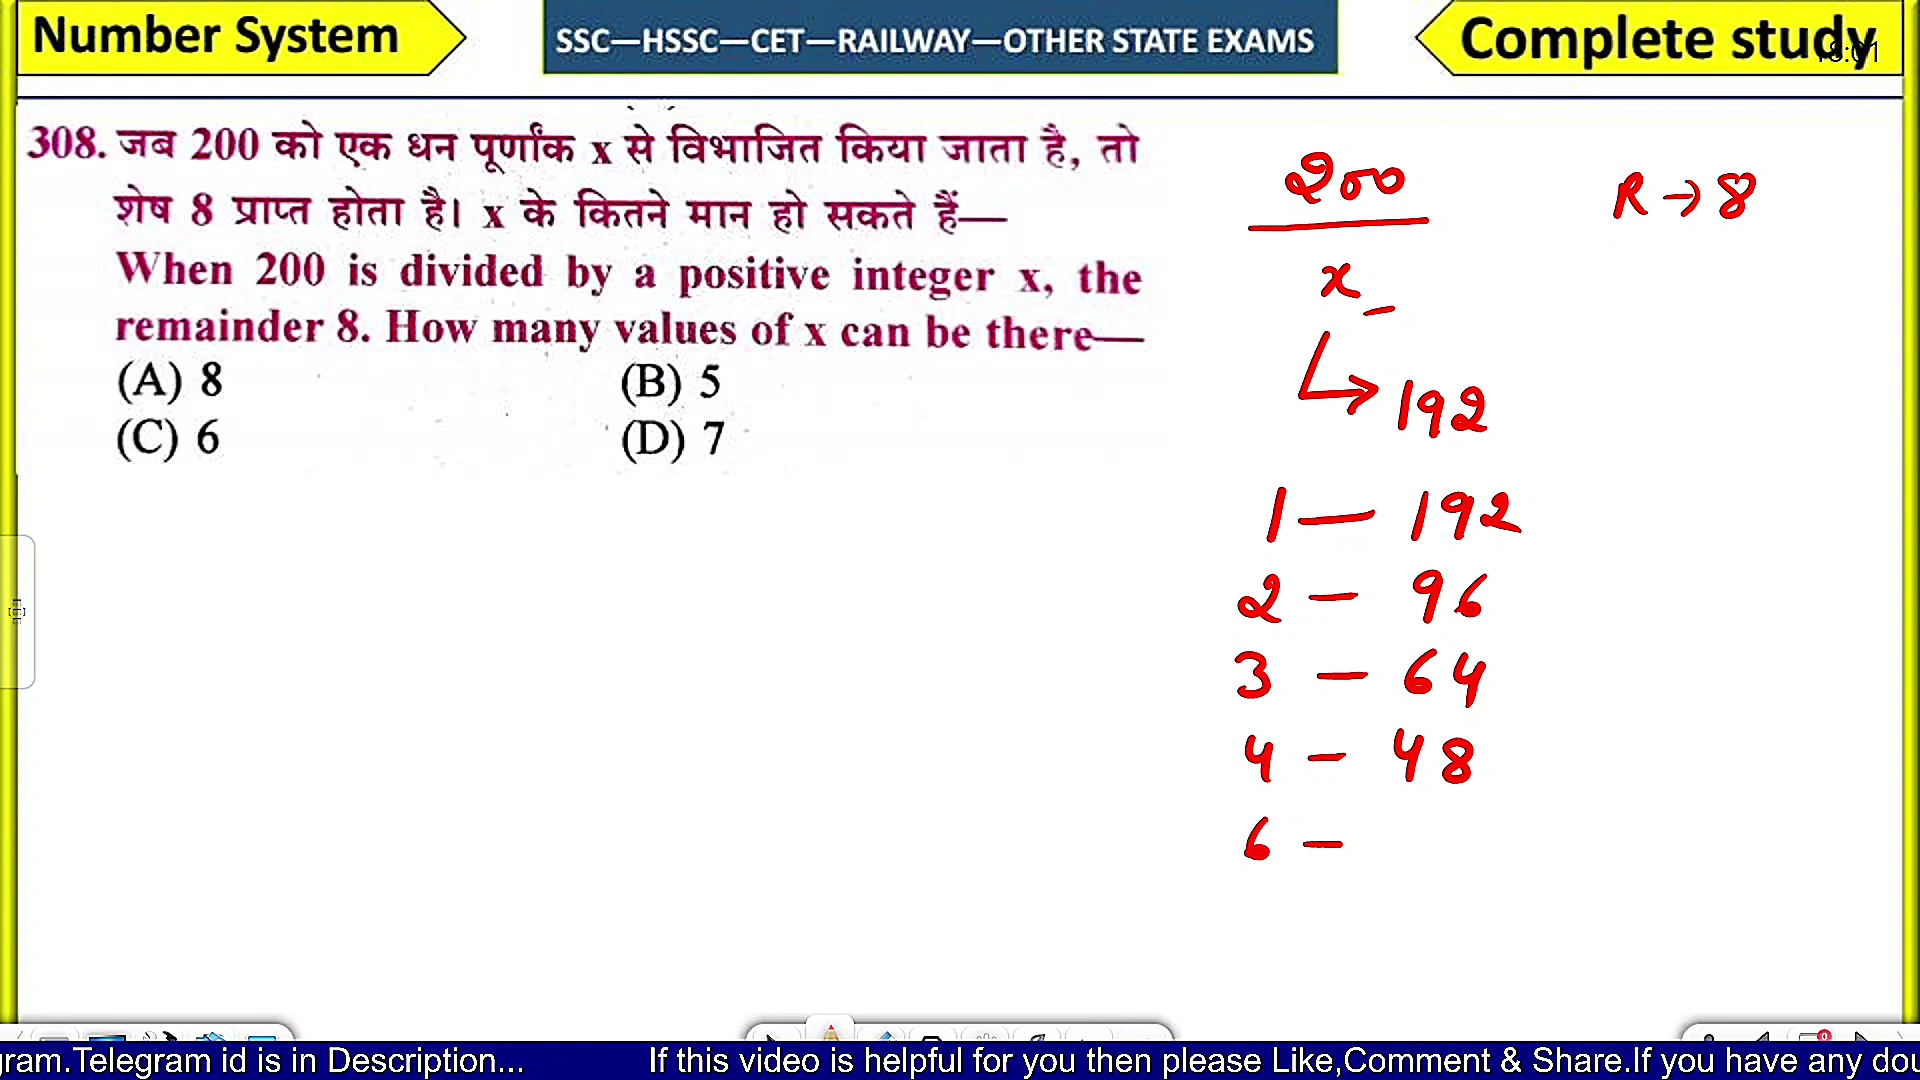 Number System
SSC—HSSC—CET—RAILWAY—OTHER STATE EXAMS
Complete study
18:01
308. जब 200 को एक धन पूर्णांक x से विभाजित किया जाता है, तो
शेष 8 प्राप्त होता है। x के कितने मान हो सकते हैं—
When 200 is divided by a positive integer x, the
remainder 8. How many values of x can be there—
(A) 8 (B) 5
(C) 6 (D) 7
200 R → 8
x
→ 192
1 — 192
2 — 96
3 — 64
4 — 48
6 —
gram.Telegram id is in Description... If this video is helpful for you then please Like,Comment & Share.If you have any dou